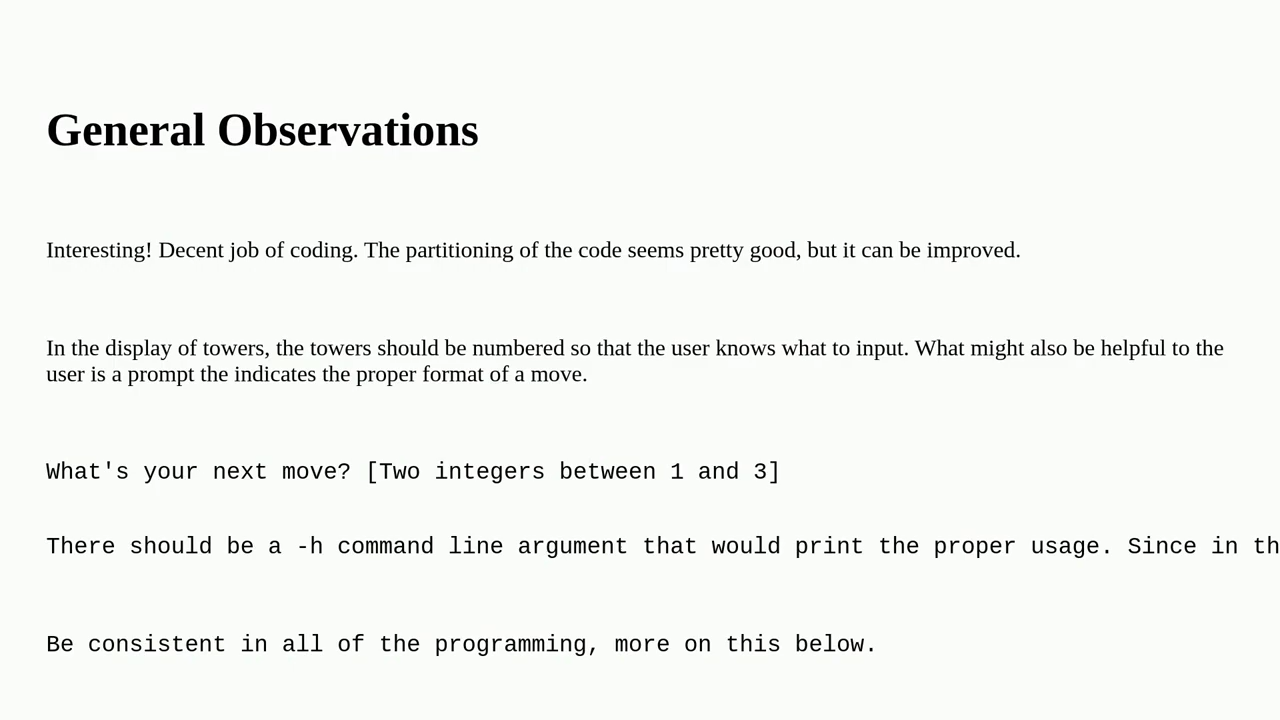 General Observations
Interesting! Decent job of coding. The partitioning of the code seems pretty good, but it can be improved.
In the display of towers, the towers should be numbered so that the user knows what to input. What might also be helpful to the
user is a prompt the indicates the proper format of a move.
What's your next move? [Two integers between 1 and 3]
There should be a -h command line argument that would print the proper usage. Since in
Be consistent in all of the programming, more on this below.